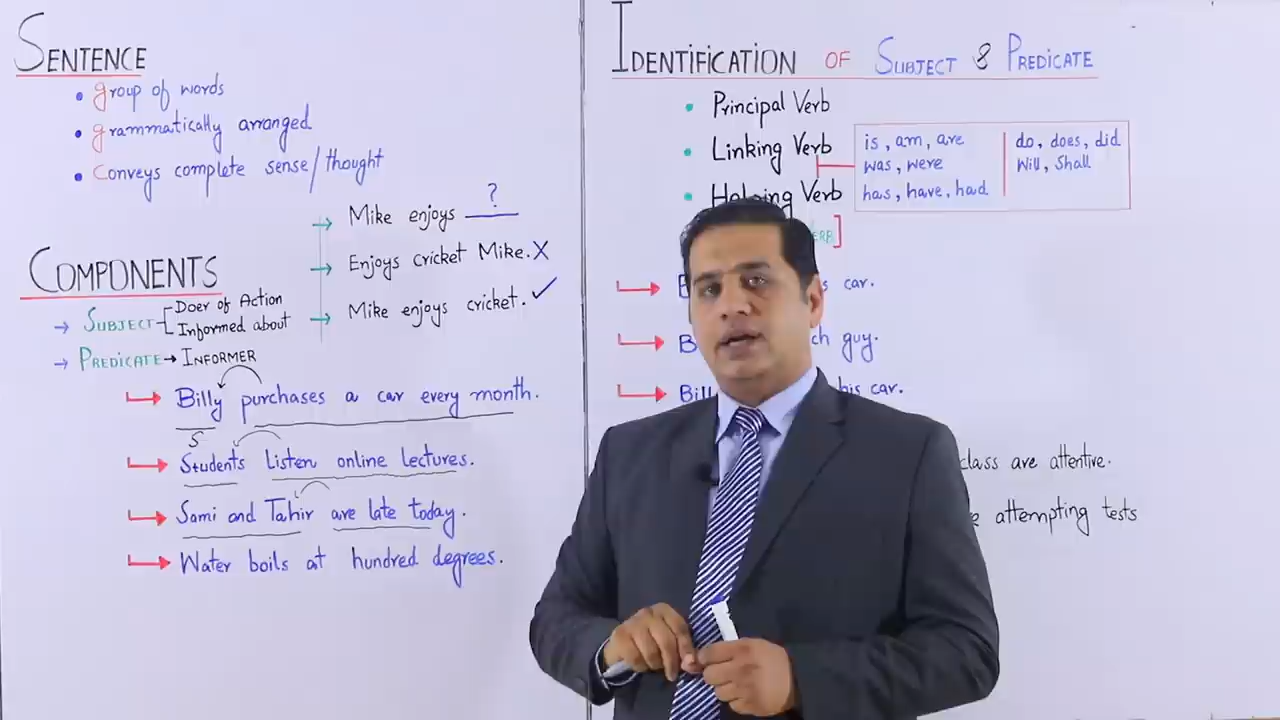 SENTENCE
group of words
grammatically arranged
Conveys complete sense/thought
Mike enjoys ?
Enjoys cricket Mike. X
Mike enjoys cricket. ✓
COMPONENTS
SUBJECT Doer of Action
Informed about
PREDICATE → INFORMER
Billy purchases a car every month.
S
Students listen online lectures.
Sami and Tahir are late today.
Water boils at hundred degrees.
IDENTIFICATION OF SUBJECT & PREDICATE
Principal Verb
Linking Verb
Helping Verb
is, am, are
was, were
has, have, had
do, does, did
Will, Shall
car.
guy.
Bill his car.
class are attentive.
attempting tests